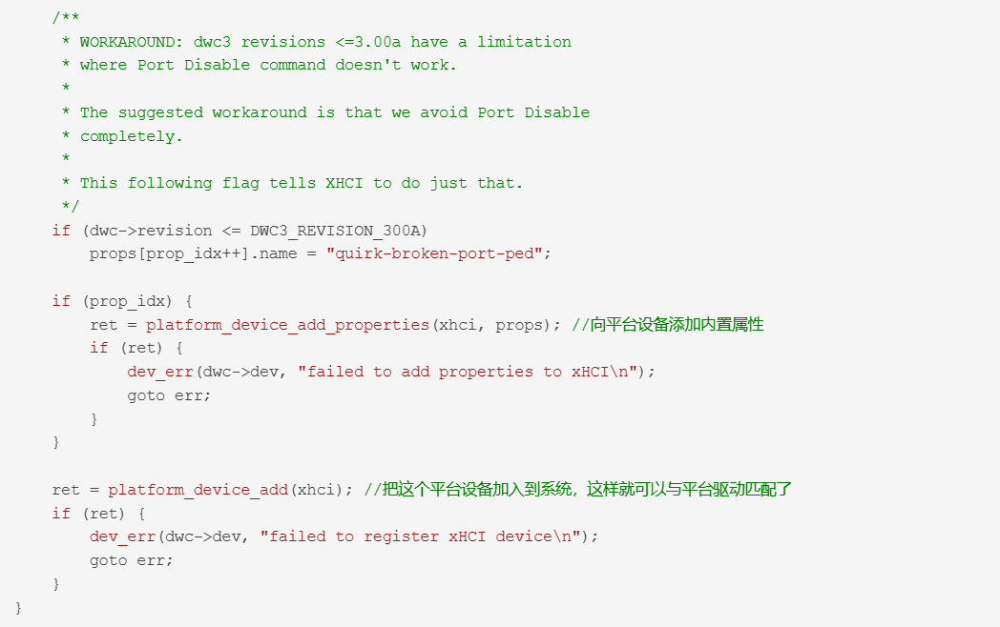 /**
 * WORKAROUND: dwc3 revisions <=3.00a have a limitation
 * where Port Disable command doesn't work.
 *
 * The suggested workaround is that we avoid Port Disable
 * completely.
 *
 * This following flag tells XHCI to do just that.
 */
if (dwc->revision <= DWC3_REVISION_300A)
    props[prop_idx++].name = "quirk-broken-port-ped";
if (prop_idx) {
    ret = platform_device_add_properties(xhci, props); //向平台设备添加内置属性
    if (ret) {
        dev_err(dwc->dev, "failed to add properties to xHCI\n");
        goto err;
    }
}
ret = platform_device_add(xhci); //把这个平台设备加入到系统，这样就可以与平台驱动匹配了
if (ret) {
    dev_err(dwc->dev, "failed to register xHCI device\n");
    goto err;
}
}